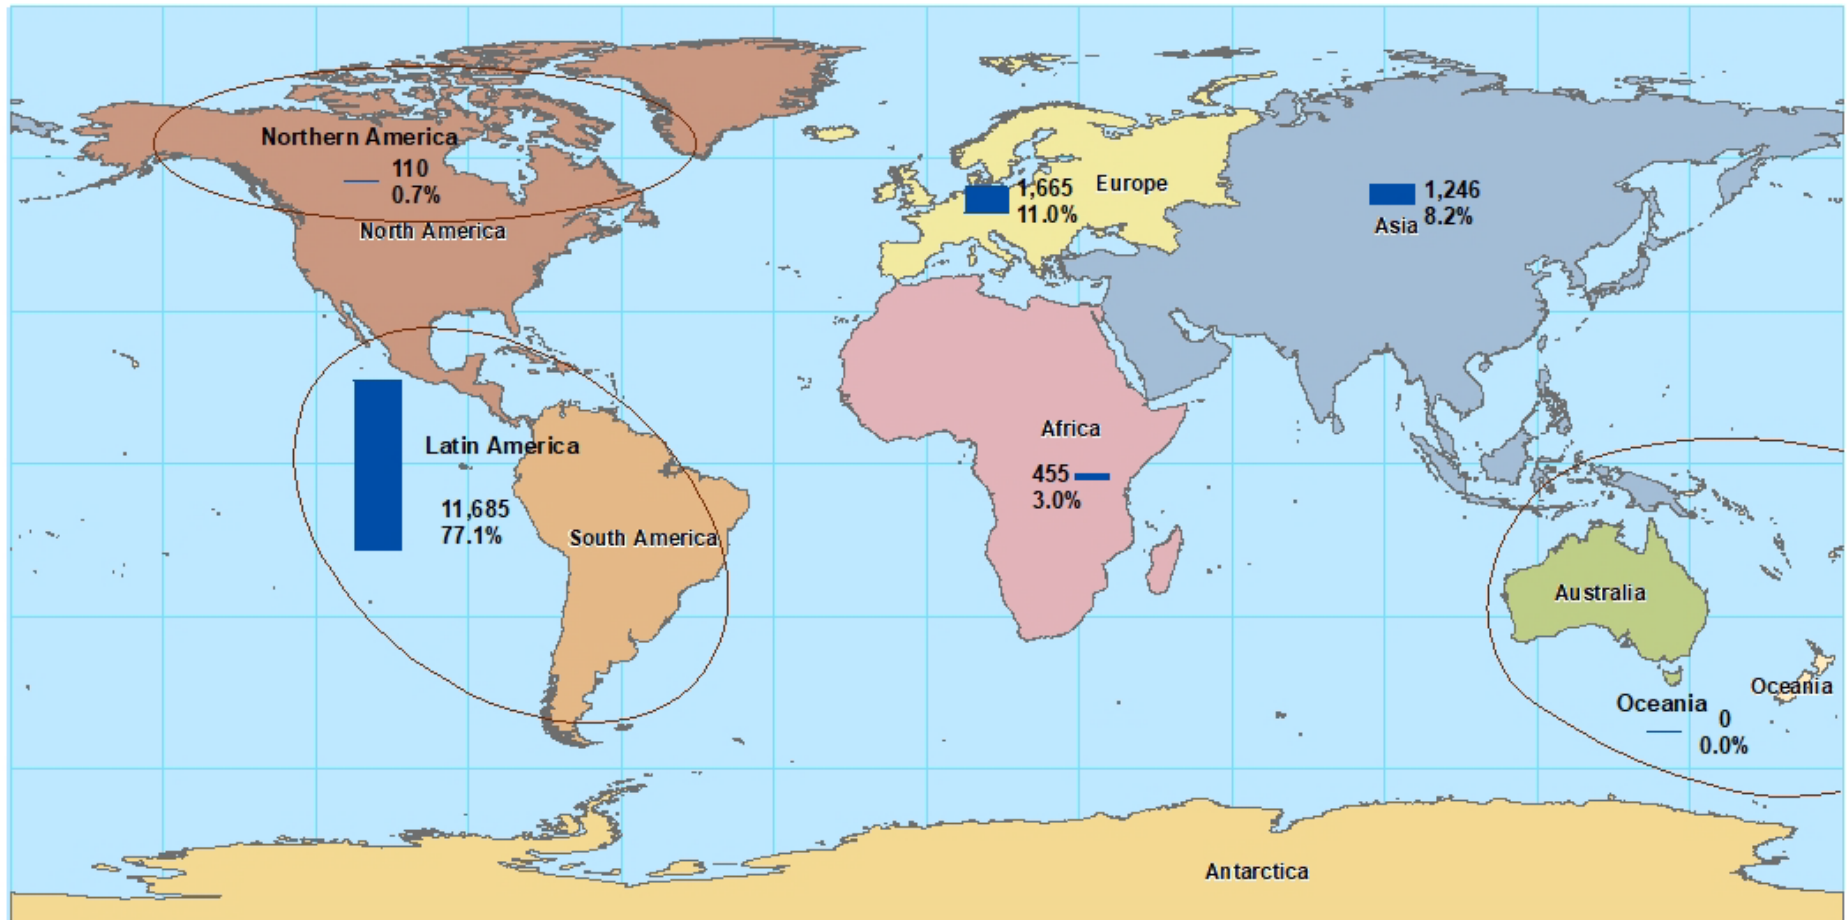 Northern America
110
0.7%
North America
1,665
11.0%
Europe
1,246
8.2%
Asia
Latin America
11,685
77.1%
South America
Africa
455
3.0%
Australia
Oceania
Oceania
0
0.0%
Antarctica